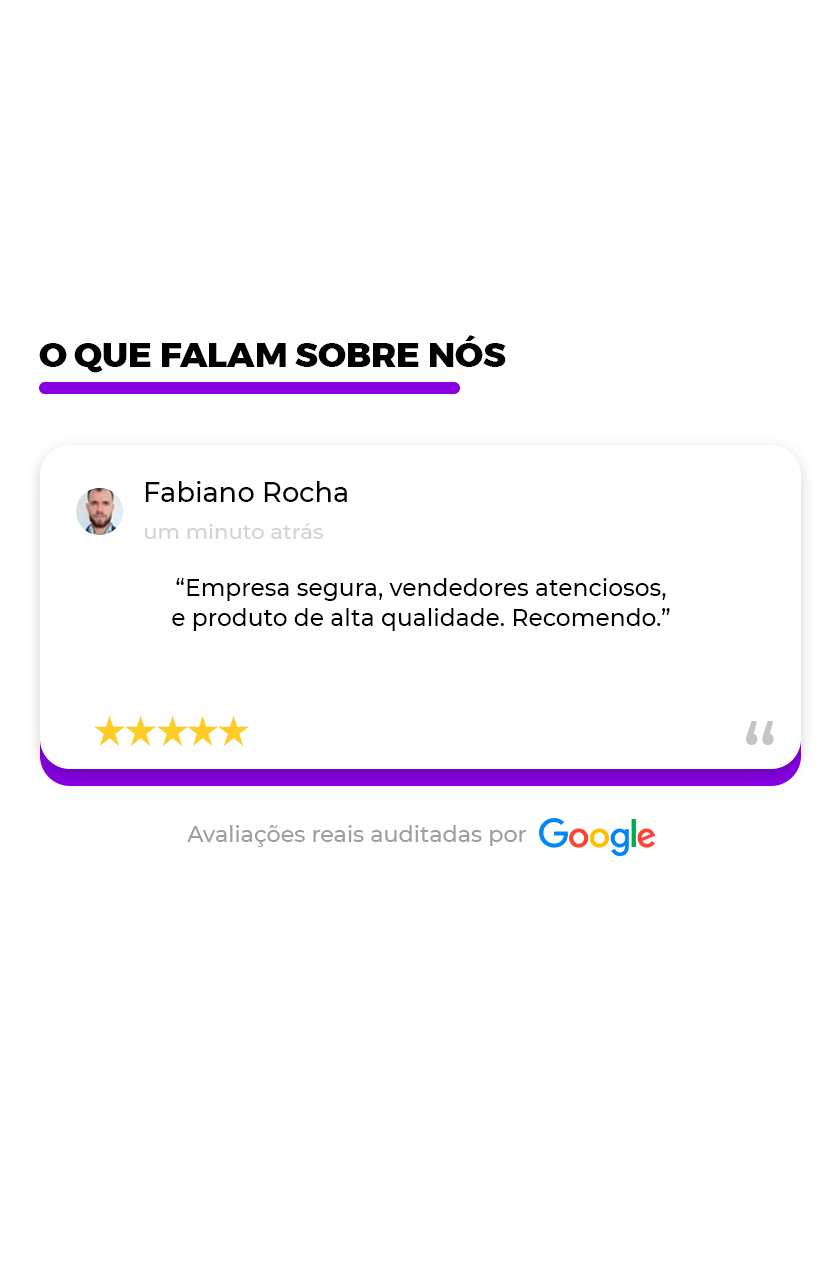 O QUE FALAM SOBRE NÓS
Fabiano Rocha
um minuto atrás
“Empresa segura, vendedores atenciosos,
e produto de alta qualidade. Recomendo.”
Avaliações reais auditadas por Google